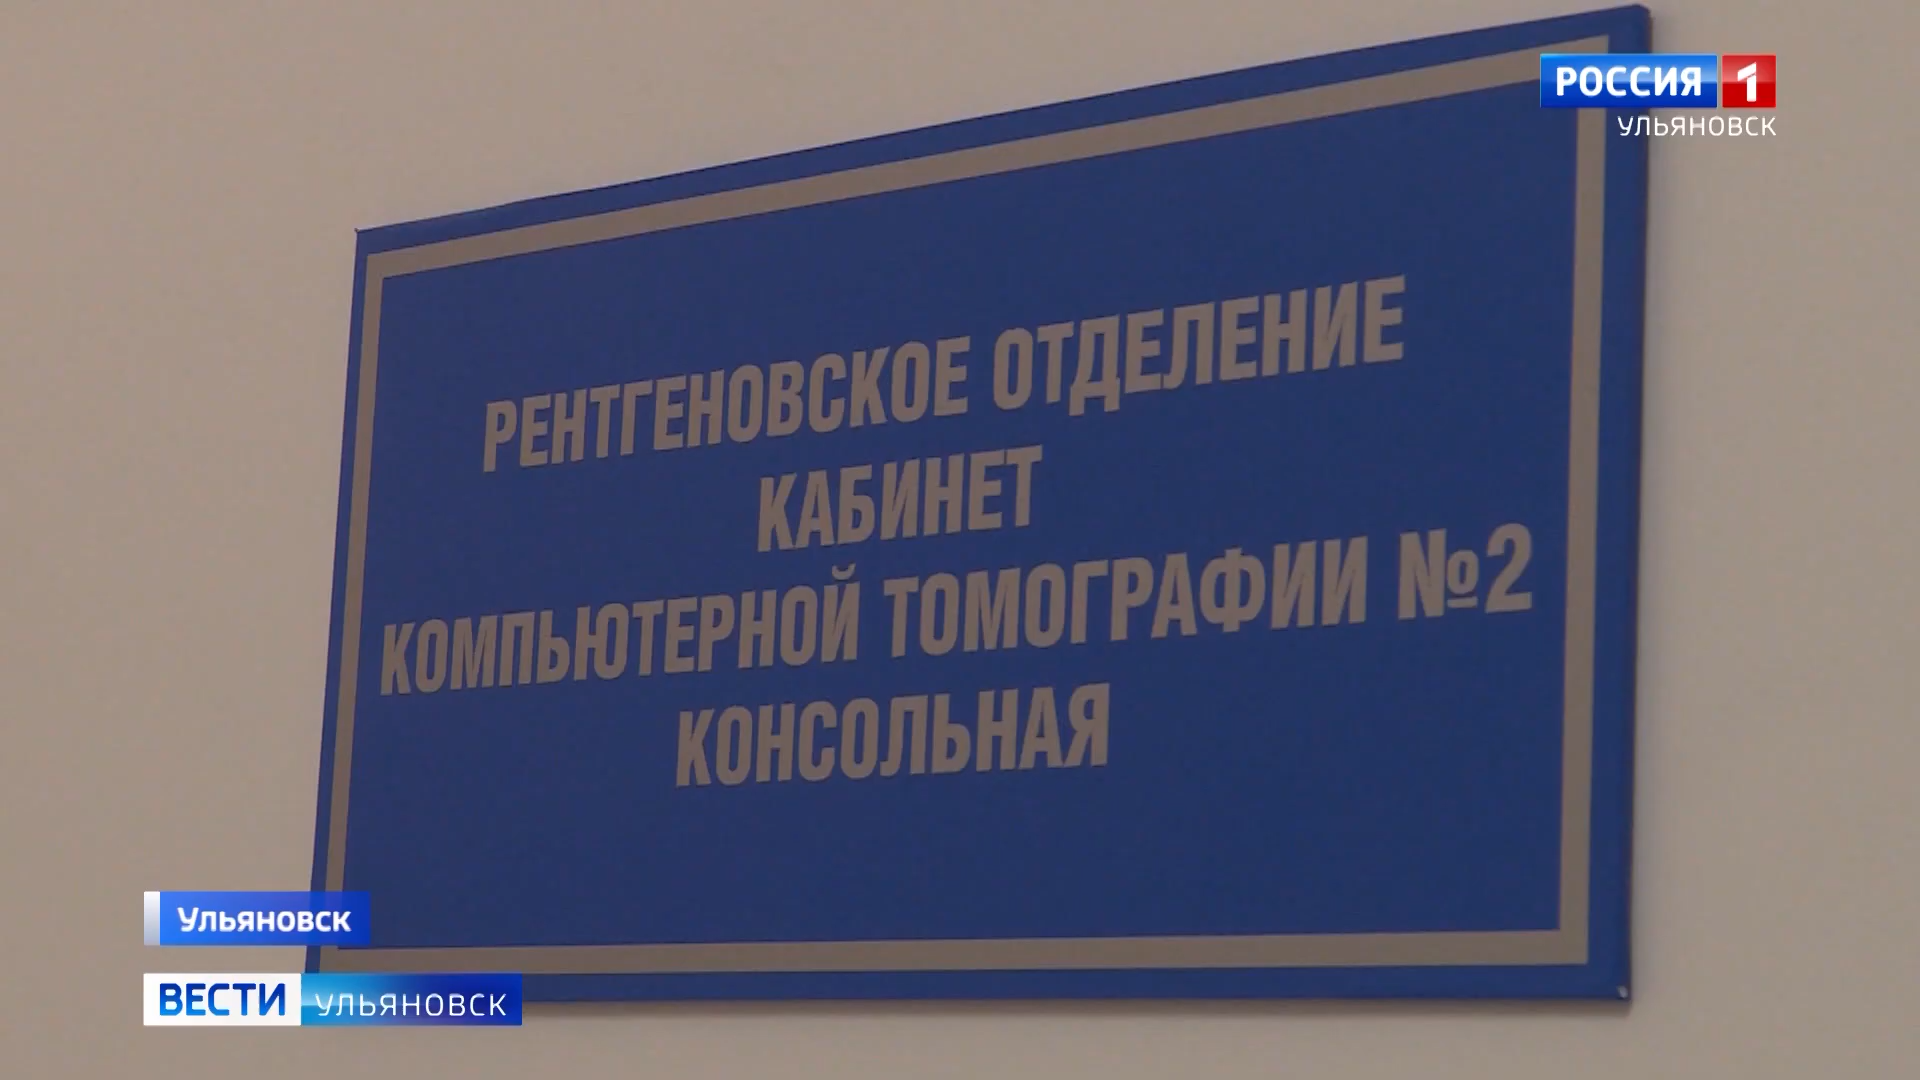 РОССИЯ 1
УЛЬЯНОВСК
РЕНТГЕНОВСКОЕ ОТДЕЛЕНИЕ
КАБИНЕТ
КОМПЬЮТЕРНОЙ ТОМОГРАФИИ №2
КОНСОЛЬНАЯ
Ульяновск
ВЕСТИ УЛЬЯНОВСК